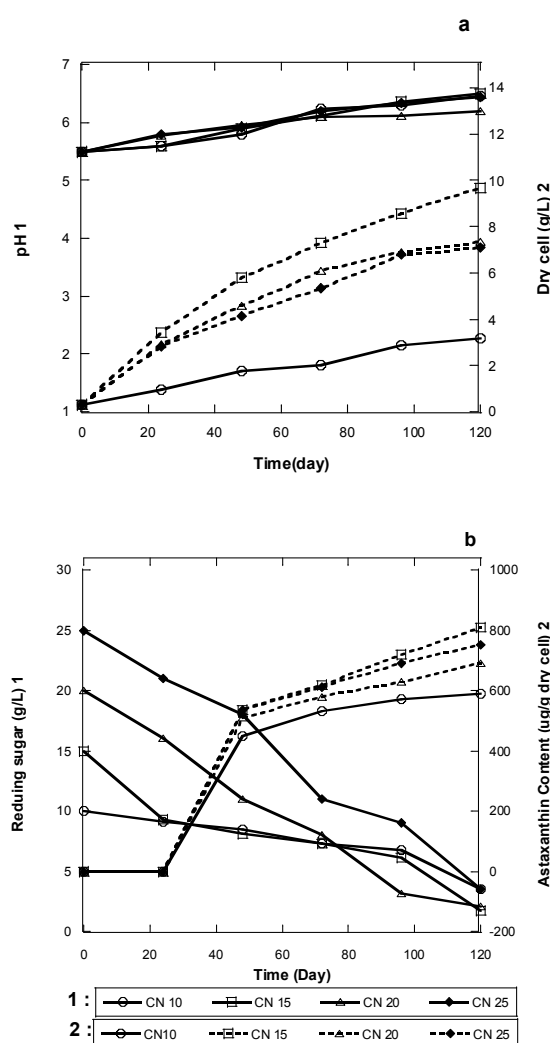 a
7
6
5
4
3
2
1
pH 1
14
12
10
8
6
4
2
0
Dry cell (g/L) 2
0 20 40 60 80 100 120
Time(day)
b
30
25
20
15
10
5
0
Reduing sugar (g/L) 1
1000
800
600
400
200
0
-200
Astaxanthin Content (ug/g dry cell) 2
0 20 40 60 80 100 120
Time (Day)
1 : CN 10 CN 15 CN 20 CN 25
2 : CN10 CN 15 CN 20 CN 25